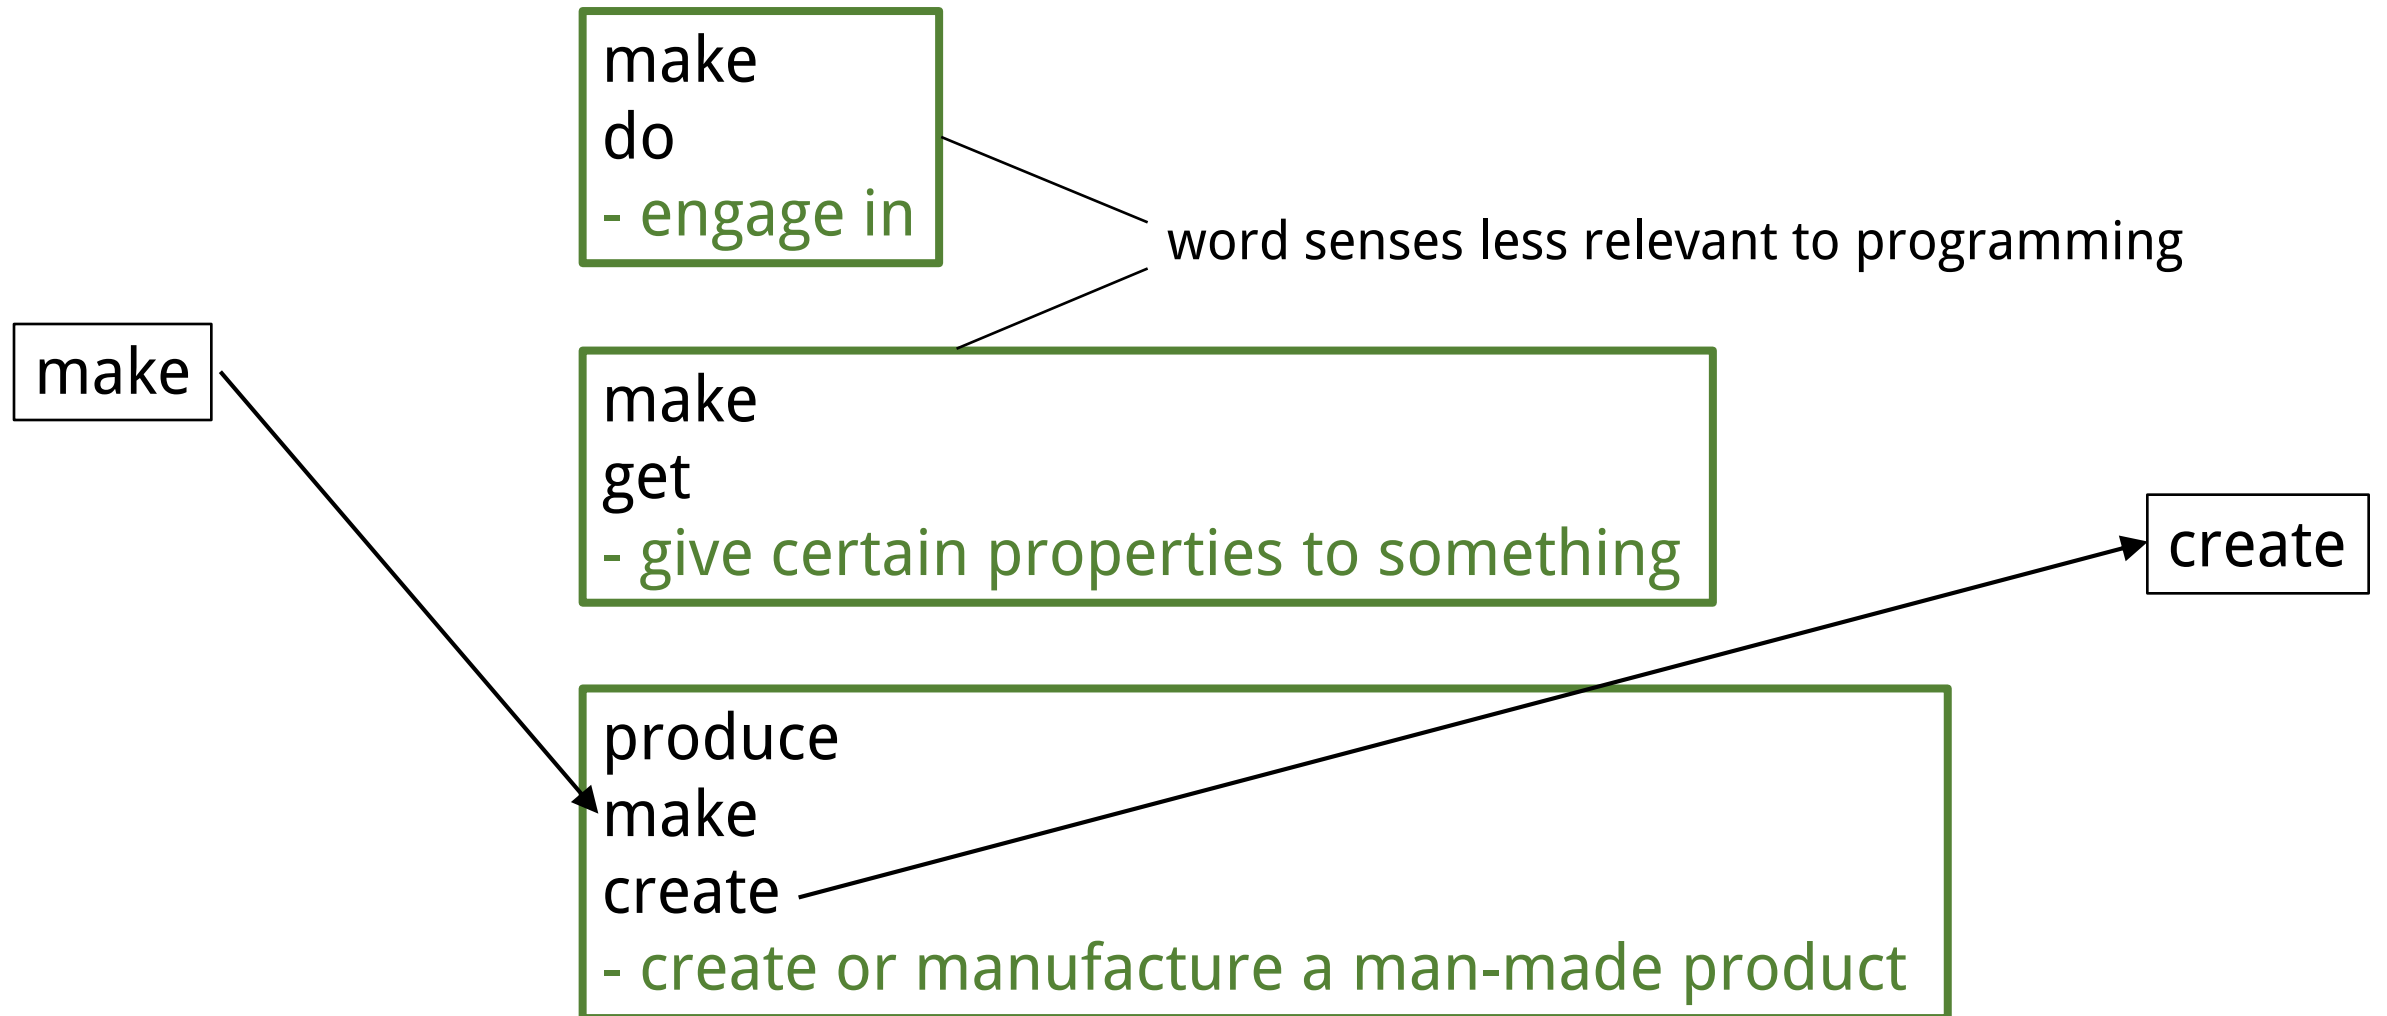 make
do
- engage in
word senses less relevant to programming
make
make
get
- give certain properties to something
create
produce
make
create
- create or manufacture a man-made product